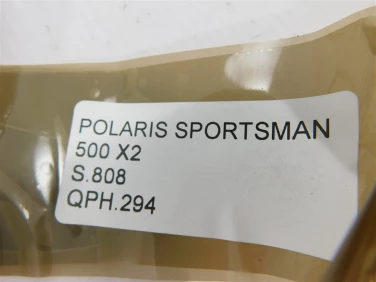 POLARIS SPORTSMAN
500 X2
S.808
QPH.294